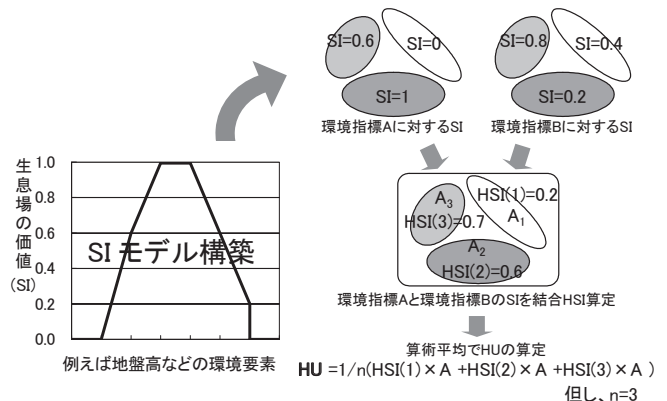 SI=0.6
SI=0
SI=1
環境指標Aに対するSI
SI=0.8
SI=0.4
SI=0.2
環境指標Bに対するSI
生息場の価値
(SI)
1.0
0.8
0.6
0.4
0.2
0.0
SI モデル構築
例えば地盤高などの環境要素
A3
HSI(3)=0.7
HSI(1)=0.2
A1
A2
HSI(2)=0.6
環境指標Aと環境指標BのSIを結合HSI算定
算術平均でHUの算定
HU =1/n(HSI(1)×A +HSI(2)×A +HSI(3)×A )
但し、n=3